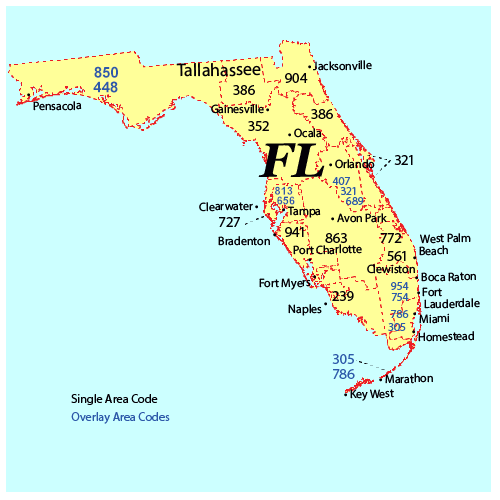 Tallahassee
Jacksonville
850
448
904
386
Pensacola
Gainesville
386
352
Ocala
FL
321
Orlando
407
813
321
656
689
Clearwater
Tampa
727
Avon Park
941
863
772
West Palm
Beach
Bradenton
Port Charlotte
561
Clewiston
Boca Raton
Fort Myers
954
Fort
754
Lauderdale
239
Naples
786
Miami
305
Homestead
305
786
Marathon
Key West
Single Area Code
Overlay Area Codes